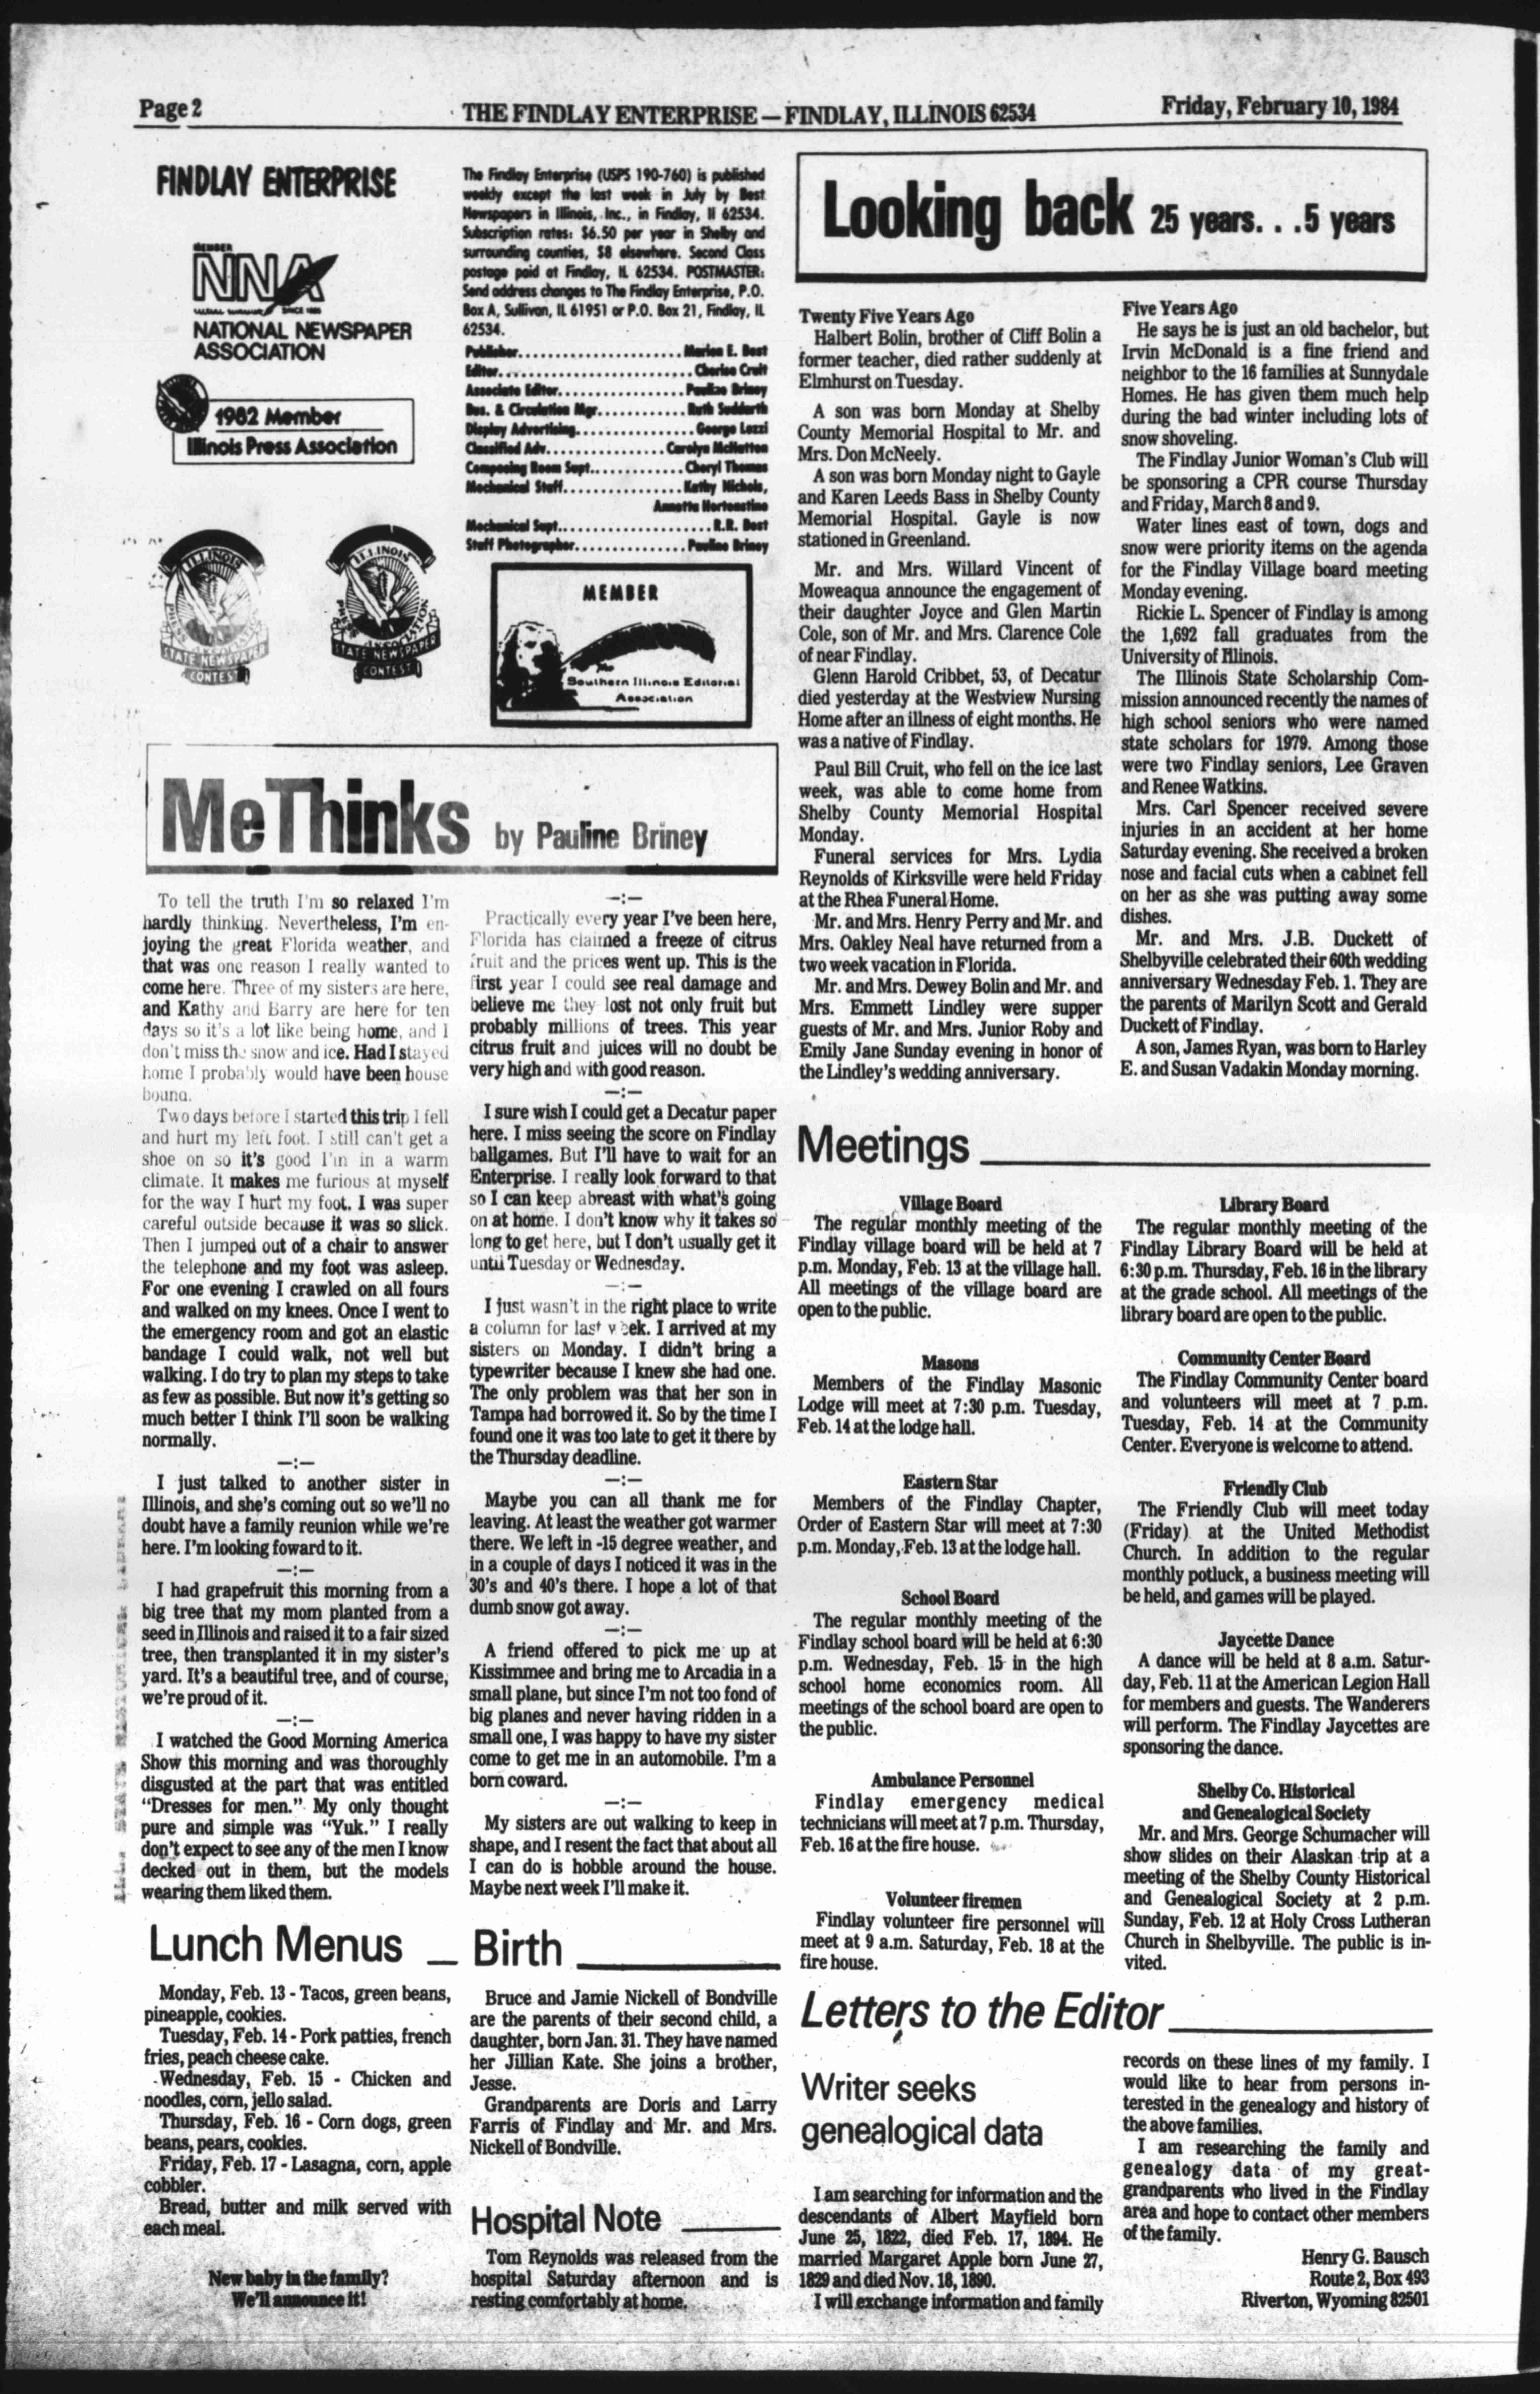 Page 2
THE FINDLAY ENTERPRISE — FINDLAY, ILLINOIS 62534
Friday, February 10, 1984
FINDLAY ENTERPRISE
MEMBER
NNA
SINCE 1885
NATIONAL NEWSPAPER
ASSOCIATION
1982 Member
Illinois Press Association
ILLINOIS
PRESS ASSOCIATION
STATE NEWSPAPER
CONTEST
ILLINOIS
PRESS ASSOCIATION
STATE NEWSPAPER
CONTEST
The Findlay Enterprise (USPS 190-760) is published
weekly except the last week in July by Best
Newspapers in Illinois, Inc., in Findlay, Il 62534.
Subscription rates: $6.50 per year in Shelby and
surrounding counties, $8 elsewhere. Second Class
postage paid at Findlay, IL 62534. POSTMASTER:
Send address changes to The Findlay Enterprise, P.O.
Box A, Sullivan, IL 61951 or P.O. Box 21, Findlay, IL
62534.
Publisher......................Marion E. Best
Editor..........................Charlee Cruit
Associate Editor.................Pauline Briney
Bus. & Circulation Mgr............Ruth Suddarth
Display Advertising................George Lezzi
Classified Adv................Carolyn McNutton
Composing Room Supt............Cheryl Thomas
Mechanical Staff................Kathy Nichols,
Annetta Hortenstine
Mechanical Supt.....................R.R. Best
Staff Photographer...............Pauline Briney
MEMBER
The
Southern Illinois Editorial
Association
MeThinks by Pauline Briney
To tell the truth I'm so relaxed I'm
hardly thinking. Nevertheless, I'm en-
joying the great Florida weather, and
that was one reason I really wanted to
come here. Three of my sisters are here,
and Kathy and Barry are here for ten
days so it's a lot like being home, and I
don't miss the snow and ice. Had I stayed
home I probably would have been house
bound.
Two days before I started this trip I fell
and hurt my left foot. I still can't get a
shoe on so it's good I'm in a warm
climate. It makes me furious at myself
for the way I hurt my foot. I was super
careful outside because it was so slick.
Then I jumped out of a chair to answer
the telephone and my foot was asleep.
For one evening I crawled on all fours
and walked on my knees. Once I went to
the emergency room and got an elastic
bandage I could walk, not well but
walking. I do try to plan my steps to take
as few as possible. But now it's getting so
much better I think I'll soon be walking
normally.
—:—
I just talked to another sister in
Illinois, and she's coming out so we'll no
doubt have a family reunion while we're
here. I'm looking foward to it.
—:—
I had grapefruit this morning from a
big tree that my mom planted from a
seed in Illinois and raised it to a fair sized
tree, then transplanted it in my sister's
yard. It's a beautiful tree, and of course,
we're proud of it.
—:—
I watched the Good Morning America
Show this morning and was thoroughly
disgusted at the part that was entitled
"Dresses for men." My only thought
pure and simple was "Yuk." I really
don't expect to see any of the men I know
decked out in them, but the models
wearing them liked them.
—:—
Practically every year I've been here,
Florida has claimed a freeze of citrus
fruit and the prices went up. This is the
first year I could see real damage and
believe me they lost not only fruit but
probably millions of trees. This year
citrus fruit and juices will no doubt be
very high and with good reason.
—:—
I sure wish I could get a Decatur paper
here. I miss seeing the score on Findlay
ballgames. But I'll have to wait for an
Enterprise. I really look forward to that
so I can keep abreast with what's going
on at home. I don't know why it takes so
long to get here, but I don't usually get it
until Tuesday or Wednesday.
—:—
I just wasn't in the right place to write
a column for last week. I arrived at my
sisters on Monday. I didn't bring a
typewriter because I knew she had one.
The only problem was that her son in
Tampa had borrowed it. So by the time I
found one it was too late to get it there by
the Thursday deadline.
—:—
Maybe you can all thank me for
leaving. At least the weather got warmer
there. We left in -15 degree weather, and
in a couple of days I noticed it was in the
30's and 40's there. I hope a lot of that
dumb snow got away.
—:—
A friend offered to pick me up at
Kissimmee and bring me to Arcadia in a
small plane, but since I'm not too fond of
big planes and never having ridden in a
small one, I was happy to have my sister
come to get me in an automobile. I'm a
born coward.
—:—
My sisters are out walking to keep in
shape, and I resent the fact that about all
I can do is hobble around the house.
Maybe next week I'll make it.
Lunch Menus
Monday, Feb. 13 - Tacos, green beans,
pineapple, cookies.
Tuesday, Feb. 14 - Pork patties, french
fries, peach cheese cake.
Wednesday, Feb. 15 - Chicken and
noodles, corn, jello salad.
Thursday, Feb. 16 - Corn dogs, green
beans, pears, cookies.
Friday, Feb. 17 - Lasagna, corn, apple
cobbler.
Bread, butter and milk served with
each meal.
New baby in the family?
We'll announce it!
Birth
Bruce and Jamie Nickell of Bondville
are the parents of their second child, a
daughter, born Jan. 31. They have named
her Jillian Kate. She joins a brother,
Jesse.
Grandparents are Doris and Larry
Farris of Findlay and Mr. and Mrs.
Nickell of Bondville.
Hospital Note
Tom Reynolds was released from the
hospital Saturday afternoon and is
resting comfortably at home.
Looking back 25 years. . .5 years
Twenty Five Years Ago
Halbert Bolin, brother of Cliff Bolin a
former teacher, died rather suddenly at
Elmhurst on Tuesday.
A son was born Monday at Shelby
County Memorial Hospital to Mr. and
Mrs. Don McNeely.
A son was born Monday night to Gayle
and Karen Leeds Bass in Shelby County
Memorial Hospital. Gayle is now
stationed in Greenland.
Mr. and Mrs. Willard Vincent of
Moweaqua announce the engagement of
their daughter Joyce and Glen Martin
Cole, son of Mr. and Mrs. Clarence Cole
of near Findlay.
Glenn Harold Cribbet, 53, of Decatur
died yesterday at the Westview Nursing
Home after an illness of eight months. He
was a native of Findlay.
Paul Bill Cruit, who fell on the ice last
week, was able to come home from
Shelby County Memorial Hospital
Monday.
Funeral services for Mrs. Lydia
Reynolds of Kirksville were held Friday
at the Rhea Funeral Home.
Mr. and Mrs. Henry Perry and Mr. and
Mrs. Oakley Neal have returned from a
two week vacation in Florida.
Mr. and Mrs. Dewey Bolin and Mr. and
Mrs. Emmett Lindley were supper
guests of Mr. and Mrs. Junior Roby and
Emily Jane Sunday evening in honor of
the Lindley's wedding anniversary.
Five Years Ago
He says he is just an old bachelor, but
Irvin McDonald is a fine friend and
neighbor to the 16 families at Sunnydale
Homes. He has given them much help
during the bad winter including lots of
snow shoveling.
The Findlay Junior Woman's Club will
be sponsoring a CPR course Thursday
and Friday, March 8 and 9.
Water lines east of town, dogs and
snow were priority items on the agenda
for the Findlay Village board meeting
Monday evening.
Rickie L. Spencer of Findlay is among
the 1,692 fall graduates from the
University of Illinois.
The Illinois State Scholarship Com-
mission announced recently the names of
high school seniors who were named
state scholars for 1979. Among those
were two Findlay seniors, Lee Graven
and Renee Watkins.
Mrs. Carl Spencer received severe
injuries in an accident at her home
Saturday evening. She received a broken
nose and facial cuts when a cabinet fell
on her as she was putting away some
dishes.
Mr. and Mrs. J.B. Duckett of
Shelbyville celebrated their 60th wedding
anniversary Wednesday Feb. 1. They are
the parents of Marilyn Scott and Gerald
Duckett of Findlay.
A son, James Ryan, was born to Harley
E. and Susan Vadakin Monday morning.
Meetings
Village Board
The regular monthly meeting of the
Findlay village board will be held at 7
p.m. Monday, Feb. 13 at the village hall.
All meetings of the village board are
open to the public.
Masons
Members of the Findlay Masonic
Lodge will meet at 7:30 p.m. Tuesday,
Feb. 14 at the lodge hall.
Eastern Star
Members of the Findlay Chapter,
Order of Eastern Star will meet at 7:30
p.m. Monday, Feb. 13 at the lodge hall.
School Board
The regular monthly meeting of the
Findlay school board will be held at 6:30
p.m. Wednesday, Feb. 15 in the high
school home economics room. All
meetings of the school board are open to
the public.
Ambulance Personnel
Findlay emergency medical
technicians will meet at 7 p.m. Thursday,
Feb. 16 at the fire house.
Volunteer firemen
Findlay volunteer fire personnel will
meet at 9 a.m. Saturday, Feb. 18 at the
fire house.
Library Board
The regular monthly meeting of the
Findlay Library Board will be held at
6:30 p.m. Thursday, Feb. 16 in the library
at the grade school. All meetings of the
library board are open to the public.
Community Center Board
The Findlay Community Center board
and volunteers will meet at 7 p.m.
Tuesday, Feb. 14 at the Community
Center. Everyone is welcome to attend.
Friendly Club
The Friendly Club will meet today
(Friday) at the United Methodist
Church. In addition to the regular
monthly potluck, a business meeting will
be held, and games will be played.
Jaycette Dance
A dance will be held at 8 a.m. Satur-
day, Feb. 11 at the American Legion Hall
for members and guests. The Wanderers
will perform. The Findlay Jaycettes are
sponsoring the dance.
Shelby Co. Historical
and Genealogical Society
Mr. and Mrs. George Schumacher will
show slides on their Alaskan trip at a
meeting of the Shelby County Historical
and Genealogical Society at 2 p.m.
Sunday, Feb. 12 at Holy Cross Lutheran
Church in Shelbyville. The public is in-
vited.
Letters to the Editor
Writer seeks
genealogical data
I am searching for information and the
descendants of Albert Mayfield born
June 25, 1822, died Feb. 17, 1894. He
married Margaret Apple born June 27,
1829 and died Nov. 18, 1890.
I will exchange information and family
records on these lines of my family. I
would like to hear from persons in-
terested in the genealogy and history of
the above families.
I am researching the family and
genealogy data of my great-
grandparents who lived in the Findlay
area and hope to contact other members
of the family.
Henry G. Bausch
Route 2, Box 493
Riverton, Wyoming 82501